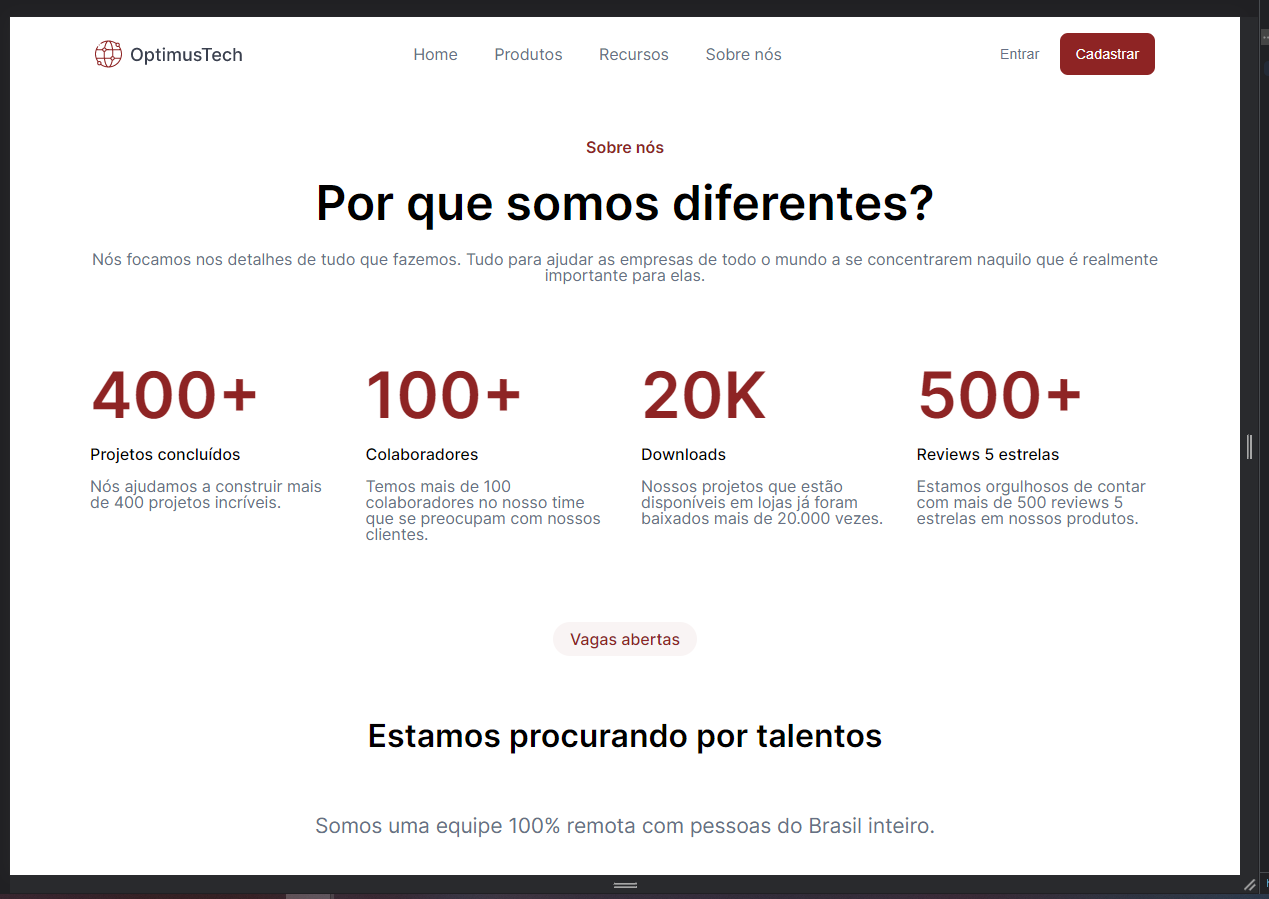 OptimusTech
Home Produtos Recursos Sobre nós
Entrar Cadastrar
Sobre nós
Por que somos diferentes?
Nós focamos nos detalhes de tudo que fazemos. Tudo para ajudar as empresas de todo o mundo a se concentrarem naquilo que é realmente
importante para elas.
400+
Projetos concluídos
Nós ajudamos a construir mais
de 400 projetos incríveis.
100+
Colaboradores
Temos mais de 100
colaboradores no nosso time
que se preocupam com nossos
clientes.
20K
Downloads
Nossos projetos que estão
disponíveis em lojas já foram
baixados mais de 20.000 vezes.
500+
Reviews 5 estrelas
Estamos orgulhosos de contar
com mais de 500 reviews 5
estrelas em nossos produtos.
Vagas abertas
Estamos procurando por talentos
Somos uma equipe 100% remota com pessoas do Brasil inteiro.